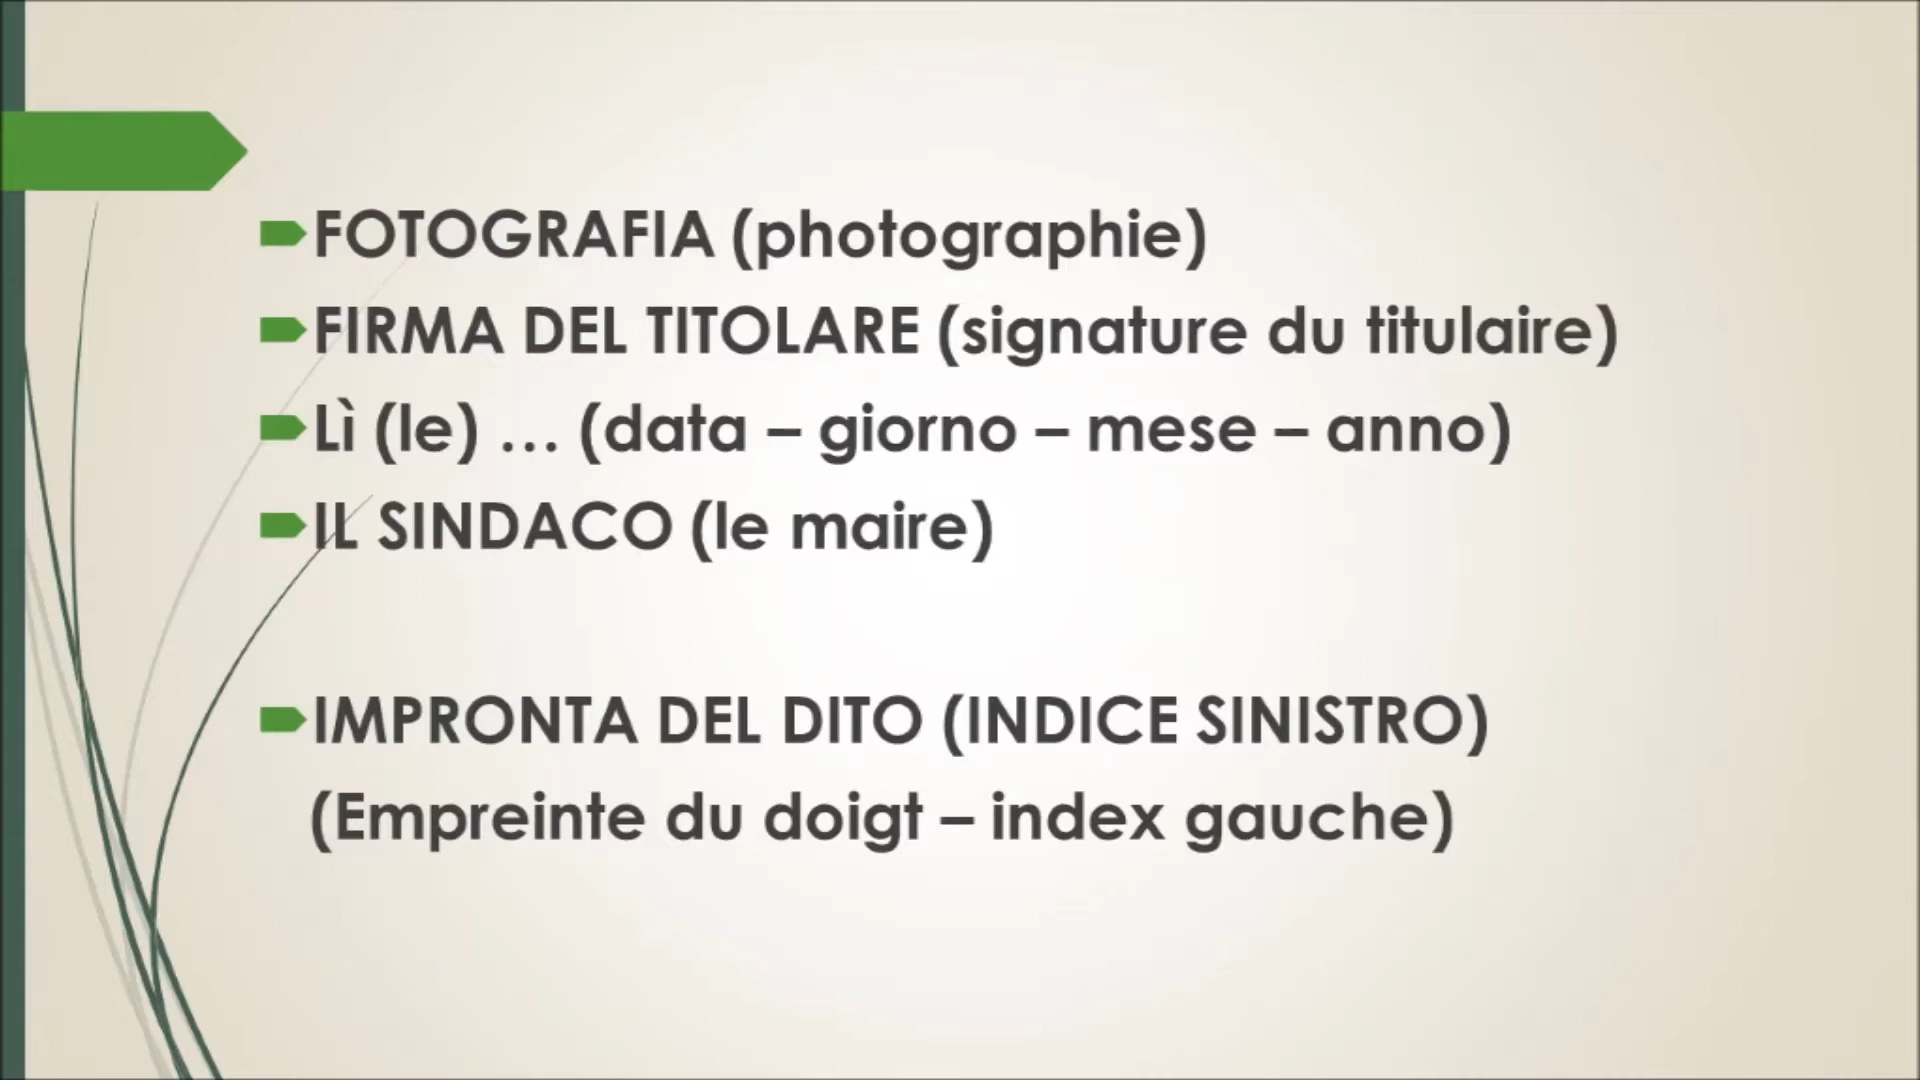 FOTOGRAFIA (photographie)
FIRMA DEL TITOLARE (signature du titulaire)
Lì (le) … (data – giorno – mese – anno)
IL SINDACO (le maire)
IMPRONTA DEL DITO (INDICE SINISTRO)
(Empreinte du doigt – index gauche)